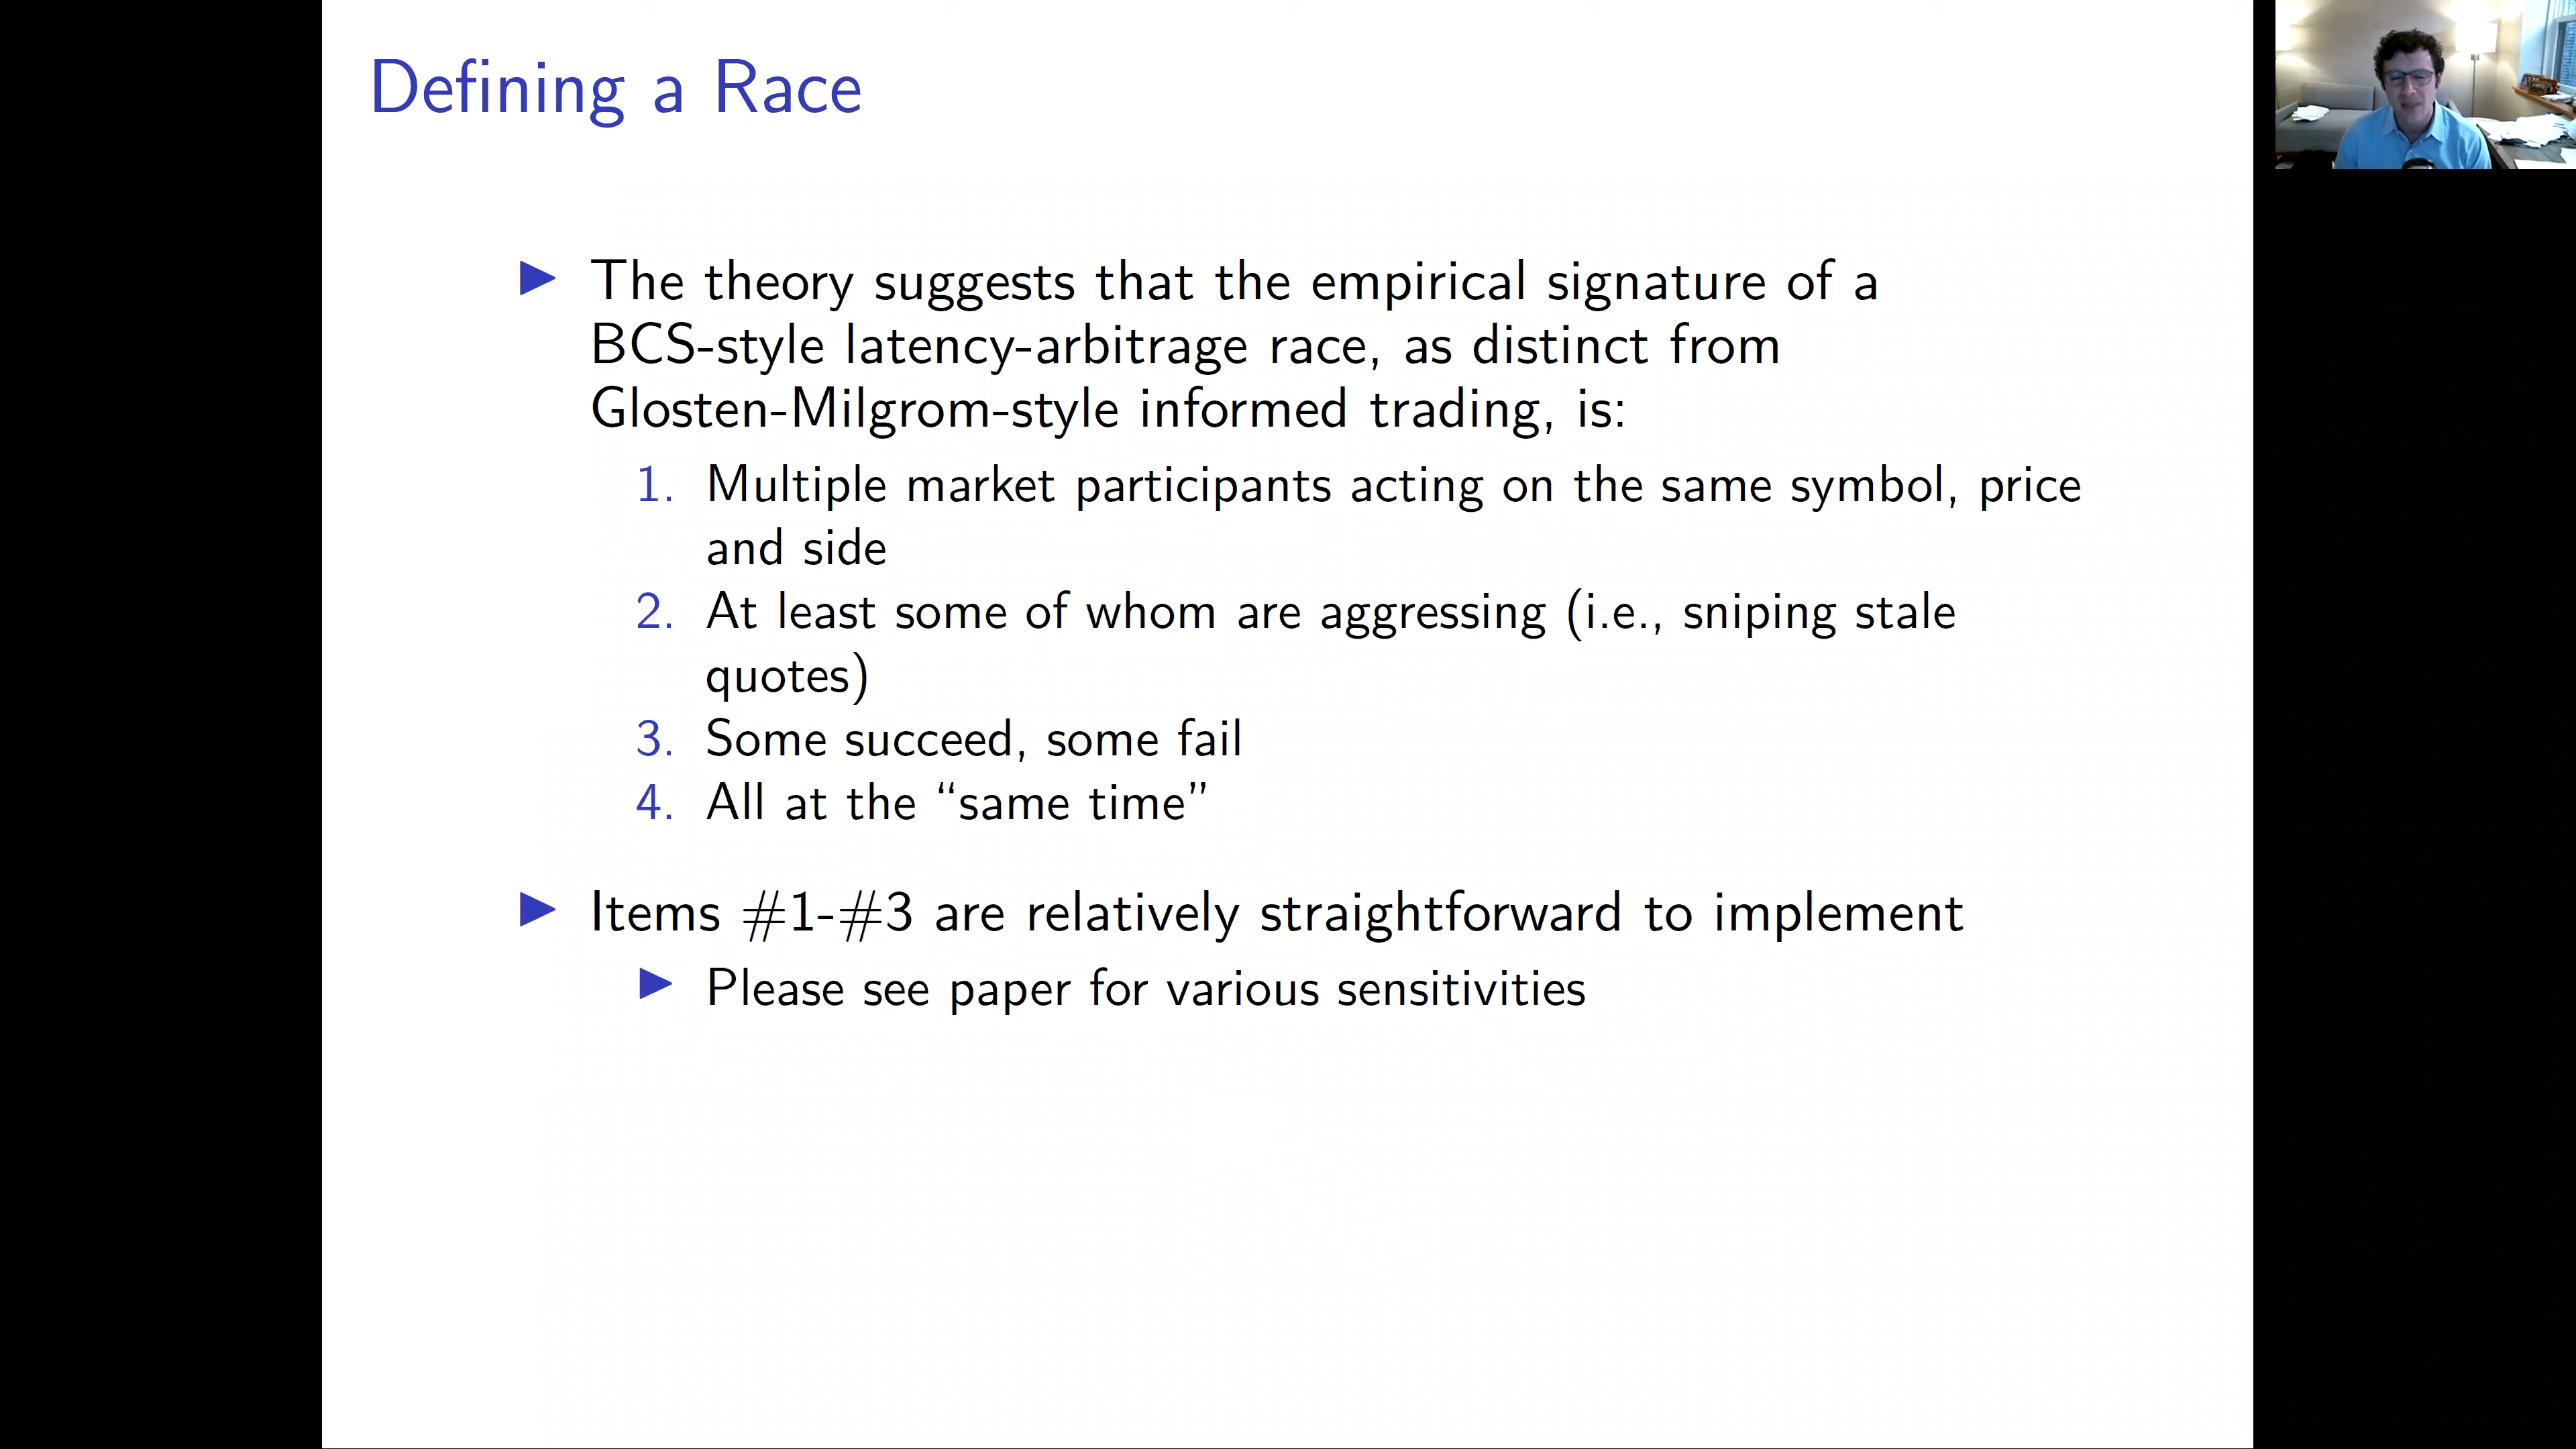 Defining a Race
▶ The theory suggests that the empirical signature of a
BCS-style latency-arbitrage race, as distinct from
Glosten-Milgrom-style informed trading, is:
1. Multiple market participants acting on the same symbol, price
and side
2. At least some of whom are aggressing (i.e., sniping stale
quotes)
3. Some succeed, some fail
4. All at the “same time”
▶ Items #1-#3 are relatively straightforward to implement
▶ Please see paper for various sensitivities